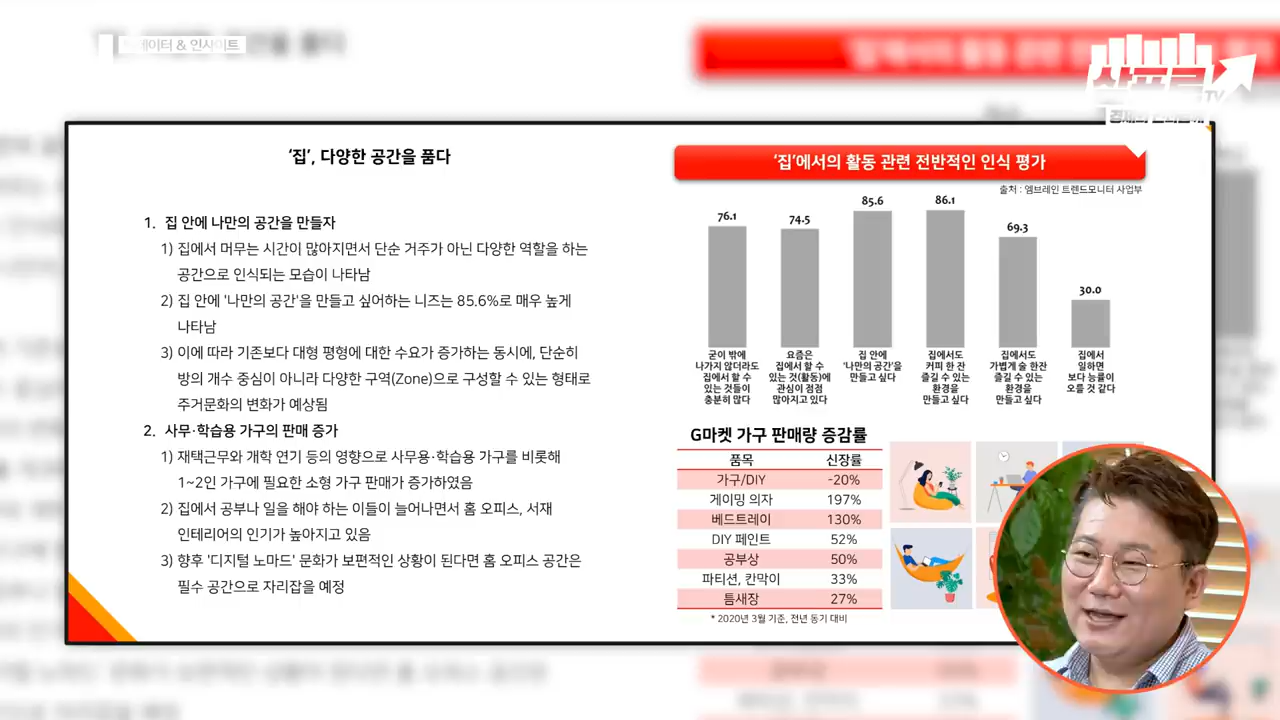 데이터 & 인사이트
TV
'집', 다양한 공간을 품다
1. 집 안에 나만의 공간을 만들자
1) 집에서 머무는 시간이 많아지면서 단순 거주가 아닌 다양한 역할을 하는
공간으로 인식되는 모습이 나타남
2) 집 안에 '나만의 공간'을 만들고 싶어하는 니즈는 85.6%로 매우 높게
나타남
3) 이에 따라 기존보다 대형 평형에 대한 수요가 증가하는 동시에, 단순히
방의 개수 중심이 아니라 다양한 구역(Zone)으로 구성할 수 있는 형태로
주거문화의 변화가 예상됨
2. 사무·학습용 가구의 판매 증가
1) 재택근무와 개학 연기 등의 영향으로 사무용·학습용 가구를 비롯해
1~2인 가구에 필요한 소형 가구 판매가 증가하였음
2) 집에서 공부나 일을 해야 하는 이들이 늘어나면서 홈 오피스, 서재
인테리어의 인기가 높아지고 있음
3) 향후 '디지털 노마드' 문화가 보편적인 상황이 된다면 홈 오피스 공간은
필수 공간으로 자리잡을 예정
'집'에서의 활동 관련 전반적인 인식 평가
출처 : 엠브레인 트렌드모니터 사업부
76.1
74.5
85.6
86.1
69.3
30.0
굳이 밖에
나가지 않더라도
집에서 할 수
있는 것들이
충분히 많다
요즘은
집에서 할 수
있는 것(활동)에
관심이 점점
많아지고 있다
집 안에
'나만의 공간'을
만들고 싶다
집에서도
커피 한 잔
즐길 수 있는
환경을
만들고 싶다
집에서도
가볍게 술 한잔
즐길 수 있는
환경을
만들고 싶다
집에서
일하면
보다 능률이
오를 것 같다
G마켓 가구 판매량 증감률
품목 신장률
가구/DIY -20%
게이밍 의자 197%
베드트레이 130%
DIY 페인트 52%
공부상 50%
파티션, 칸막이 33%
틈새장 27%
* 2020년 3월 기준, 전년 동기 대비